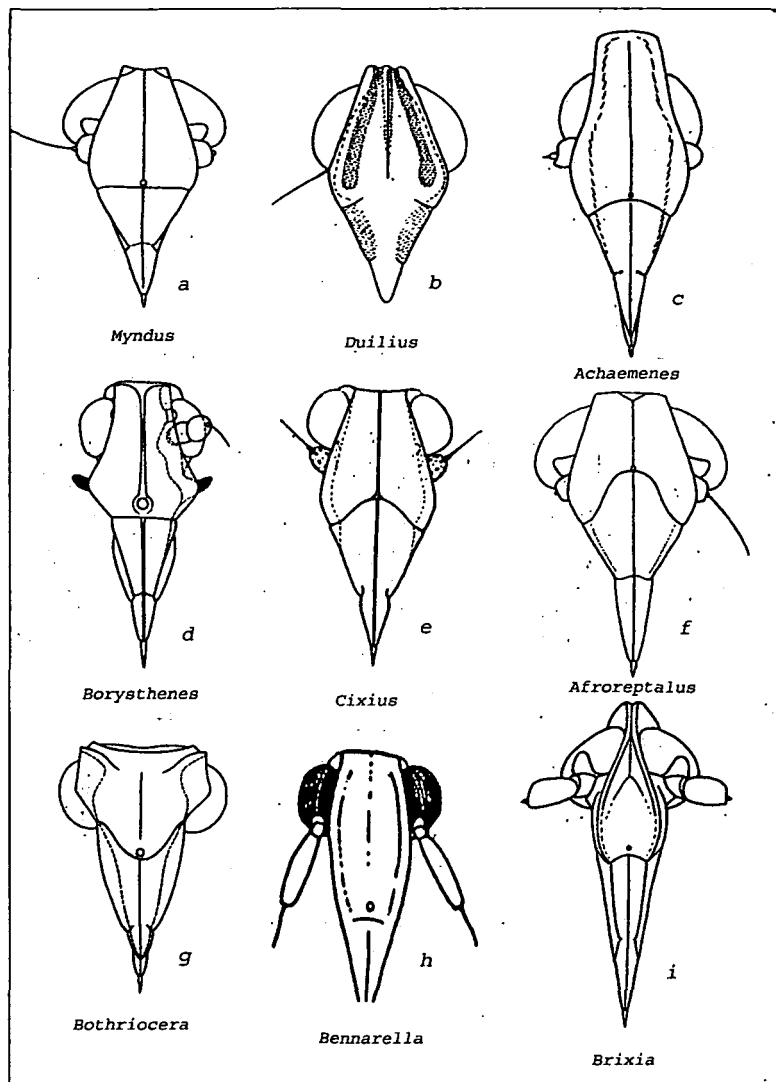 a
b
c
Myndus
Duilius
Achaemenes
d
e
f
Borysthenes
Cixius
Afroreptalus
g
h
i
Bothriocera
Bennarella
Brixia